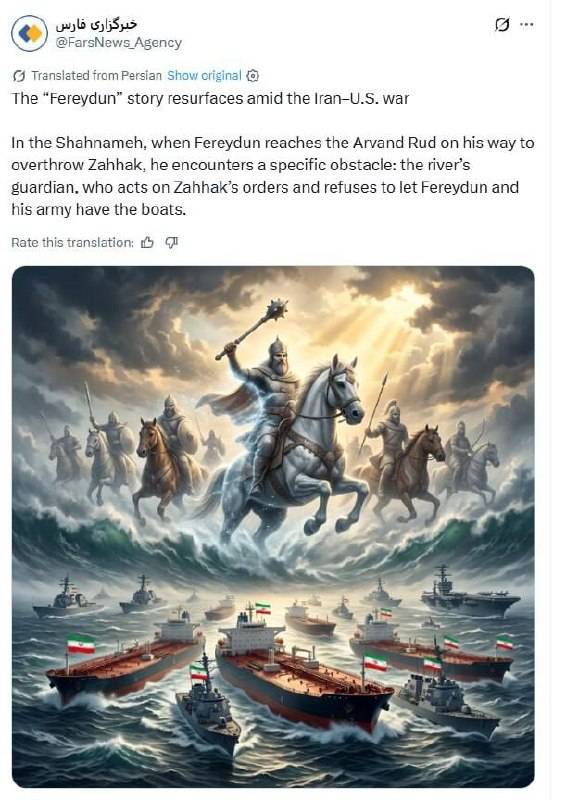 خبرگزاری فارس
@FarsNews_Agency
Translated from Persian Show original
The “Fereydun” story resurfaces amid the Iran–U.S. war
In the Shahnameh, when Fereydun reaches the Arvand Rud on his way to
overthrow Zahhak, he encounters a specific obstacle: the river’s
guardian, who acts on Zahhak’s orders and refuses to let Fereydun and
his army have the boats.
Rate this translation: